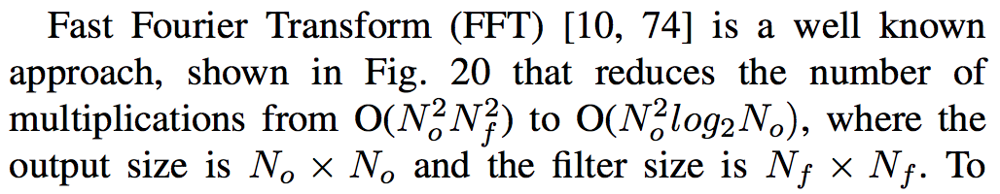 Fast Fourier Transform (FFT) [10, 74] is a well known
approach, shown in Fig. 20 that reduces the number of
multiplications from O($N_o^2 N_f^2$) to O($N_o^2 log_2 N_o$), where the
output size is $N_o \times N_o$ and the filter size is $N_f \times N_f$. To